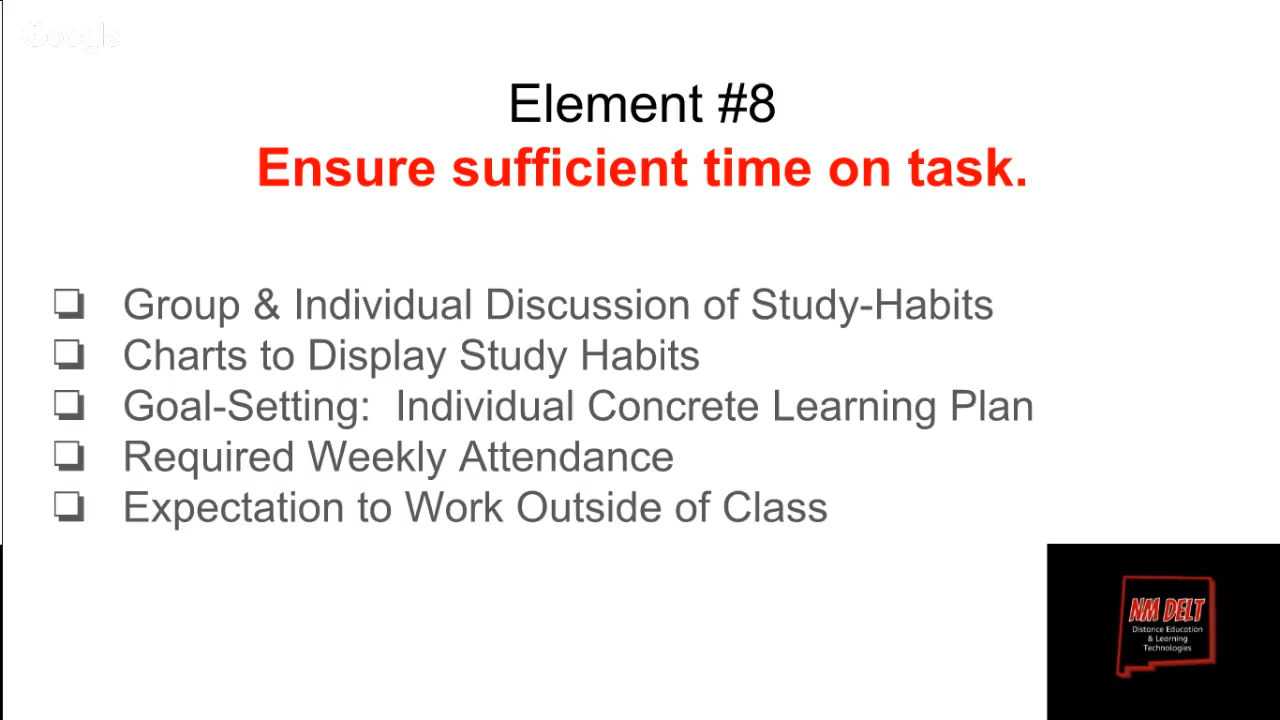 Google
Element #8
Ensure sufficient time on task.
❏ Group & Individual Discussion of Study-Habits
❏ Charts to Display Study Habits
❏ Goal-Setting:  Individual Concrete Learning Plan
❏ Required Weekly Attendance
❏ Expectation to Work Outside of Class
NM DELT
Distance Education
& Learning
Technologies